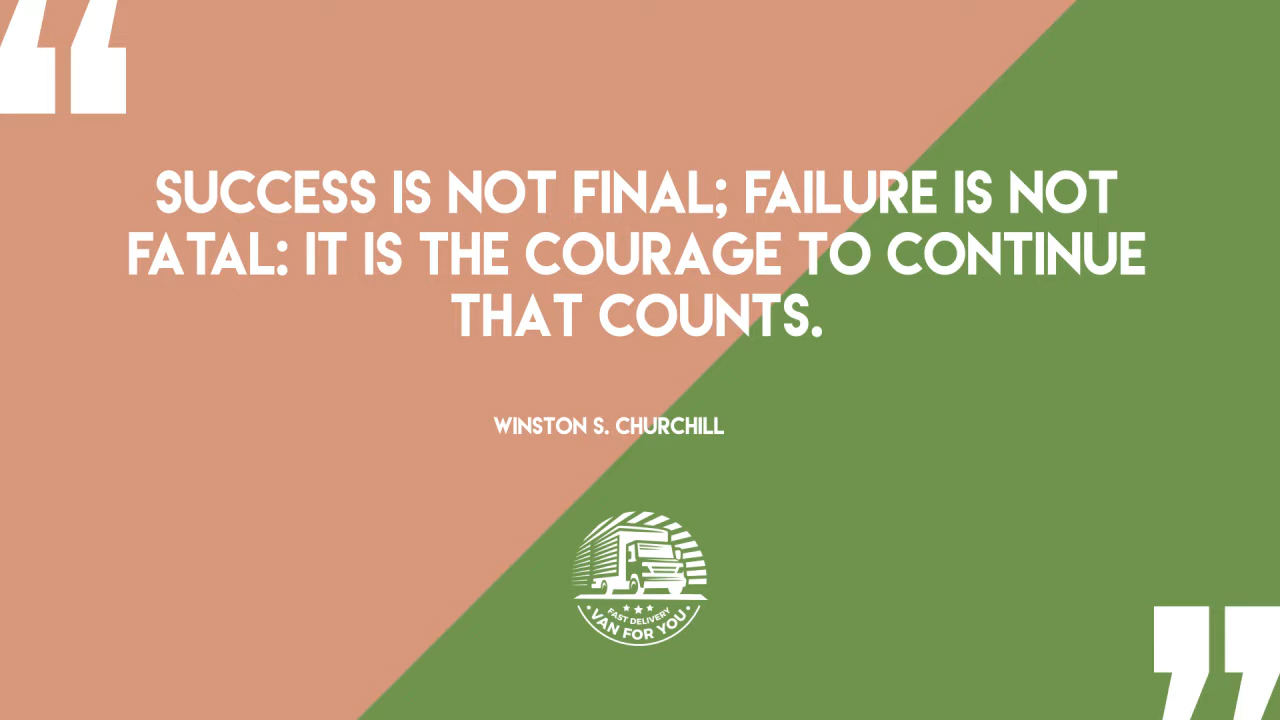 SUCCESS IS NOT FINAL; FAILURE IS NOT
FATAL: IT IS THE COURAGE TO CONTINUE
THAT COUNTS.
WINSTON S. CHURCHILL
FAST DELIVERY
VAN FOR YOU